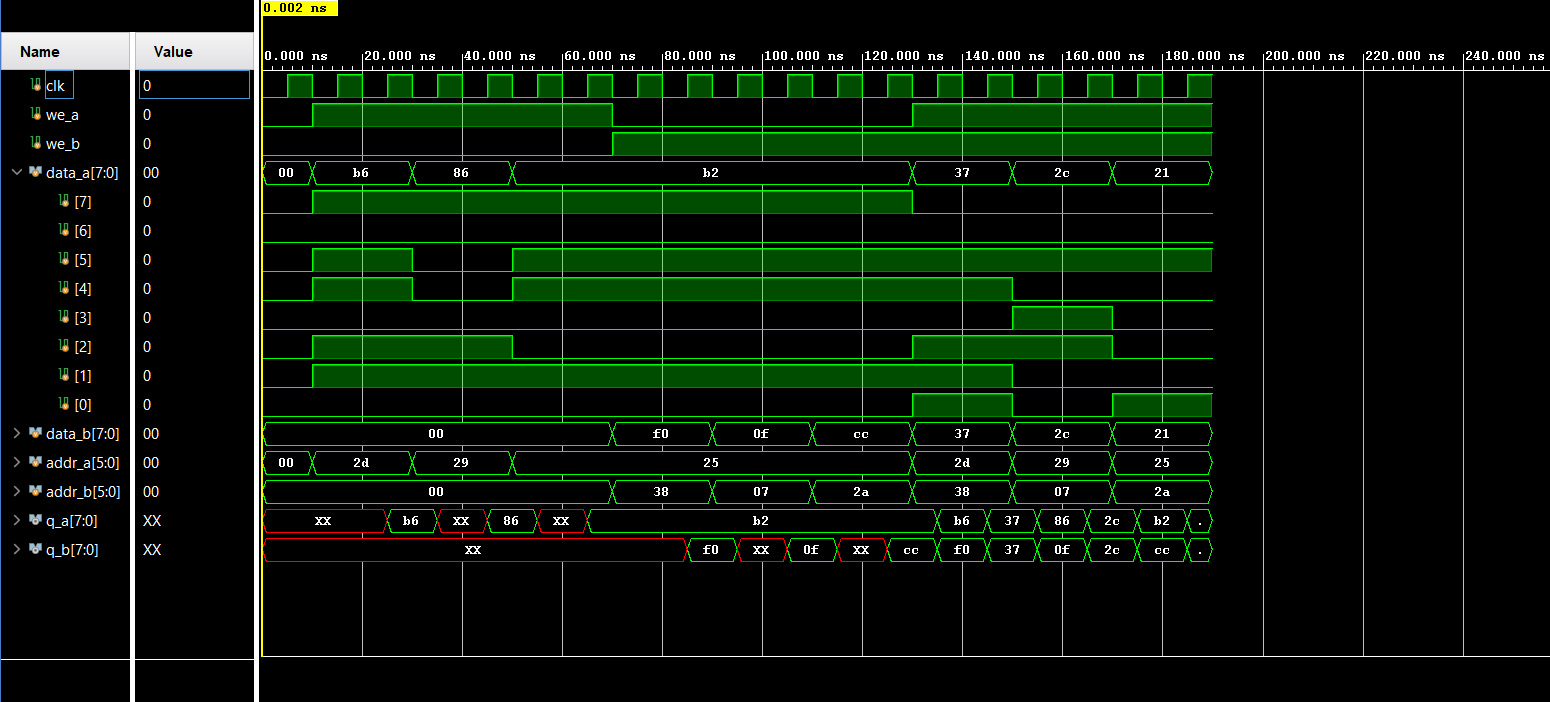 0.002 ns
Name Value
0.000 ns 20.000 ns 40.000 ns 60.000 ns 80.000 ns 100.000 ns 120.000 ns 140.000 ns 160.000 ns 180.000 ns 200.000 ns 220.000 ns 240.000 ns
clk 0
we_a 0
we_b 0
data_a[7:0] 00 00 b6 86 b2 37 2c 21
[7] 0
[6] 0
[5] 0
[4] 0
[3] 0
[2] 0
[1] 0
[0] 0
data_b[7:0] 00 00 f0 0f cc 37 2c 21
addr_a[5:0] 00 00 2d 29 25 2d 29 25
addr_b[5:0] 00 00 38 07 2a 38 07 2a
q_a[7:0] XX XX b6 XX 86 XX b2 b6 37 86 2c b2 .
q_b[7:0] XX XX f0 XX 0f XX cc f0 37 0f 2c cc .